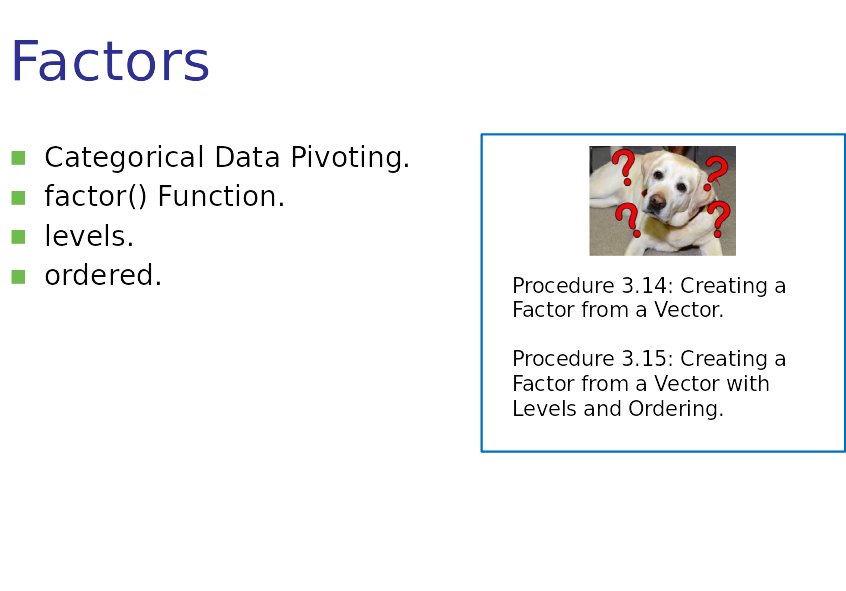 Factors
Categorical Data Pivoting.
factor() Function.
levels.
ordered.
? ? ? ?
Procedure 3.14: Creating a
Factor from a Vector.
Procedure 3.15: Creating a
Factor from a Vector with
Levels and Ordering.